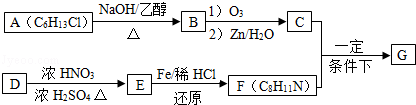 A（C₆H₁₃Cl） NaOH/乙醇 △ B 1）O₃ 2）Zn/H₂O C 一定 条件下 G
D 浓 HNO₃ 浓 H₂SO₄ △ E Fe/稀 HCl 还原 F（C₈H₁₁N）